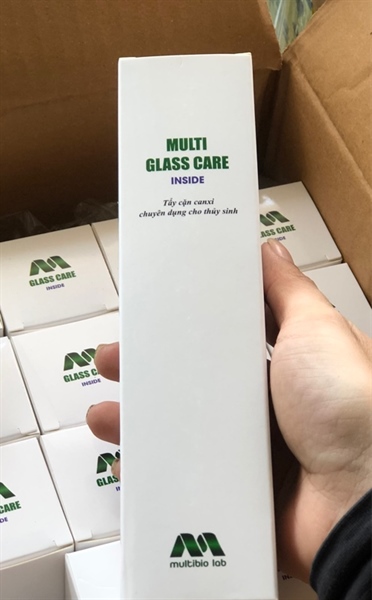 MULTI
GLASS CARE
INSIDE
Tẩy cặn canxi
chuyên dụng cho thủy sinh
multibio lab
GLASS CARE
INSIDE
GLASS CARE
INSIDE
GLASS CARE
INSIDE